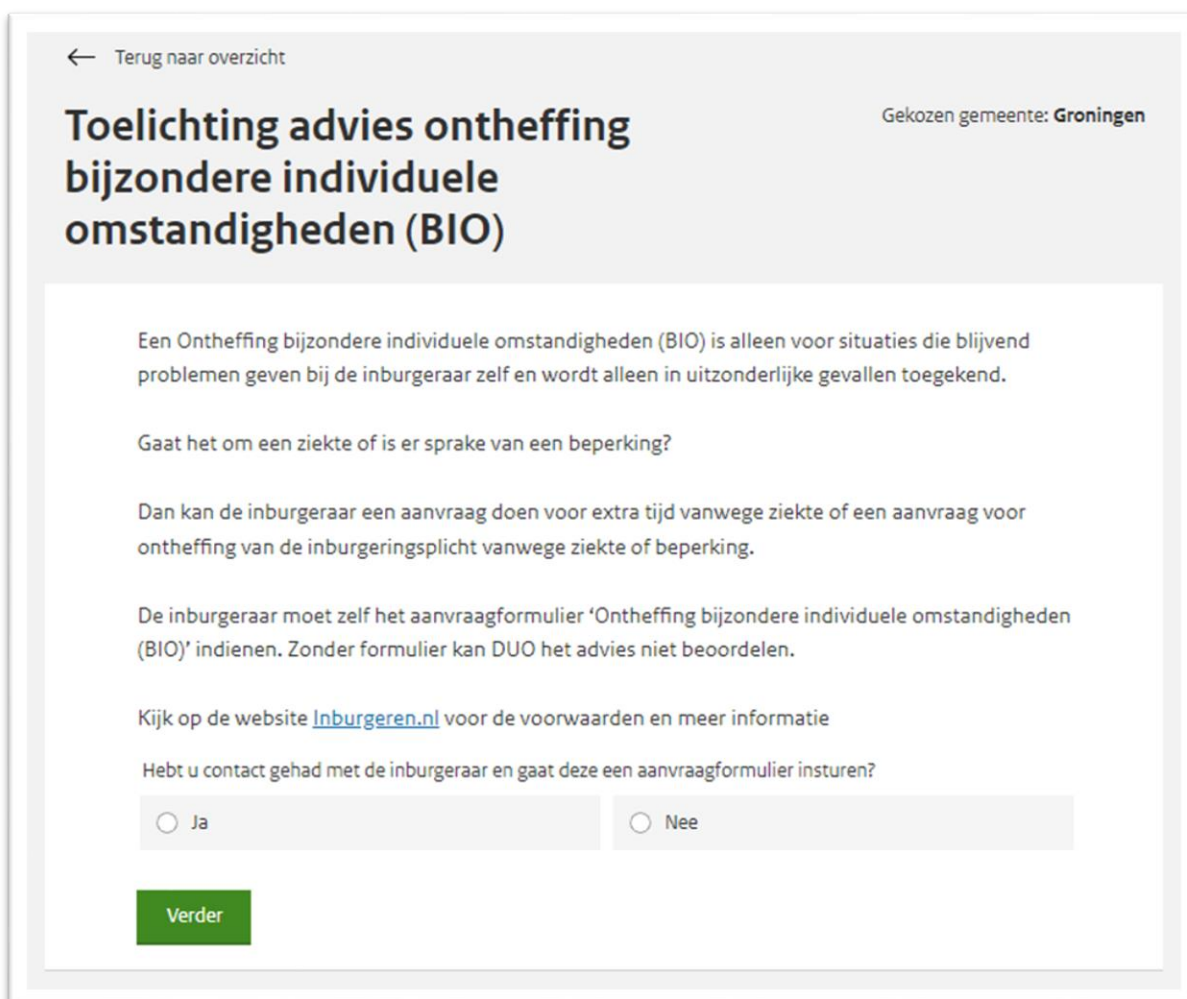 ← Terug naar overzicht
Toelichting advies ontheffing
bijzondere individuele
omstandigheden (BIO)
Gekozen gemeente: Groningen
Een Ontheffing bijzondere individuele omstandigheden (BIO) is alleen voor situaties die blijvend
problemen geven bij de inburgeraar zelf en wordt alleen in uitzonderlijke gevallen toegekend.
Gaat het om een ziekte of is er sprake van een beperking?
Dan kan de inburgeraar een aanvraag doen voor extra tijd vanwege ziekte of een aanvraag voor
ontheffing van de inburgeringsplicht vanwege ziekte of beperking.
De inburgeraar moet zelf het aanvraagformulier ‘Ontheffing bijzondere individuele omstandigheden
(BIO)’ indienen. Zonder formulier kan DUO het advies niet beoordelen.
Kijk op de website Inburgeren.nl voor de voorwaarden en meer informatie
Hebt u contact gehad met de inburgeraar en gaat deze een aanvraagformulier insturen?
Ja
Nee
Verder